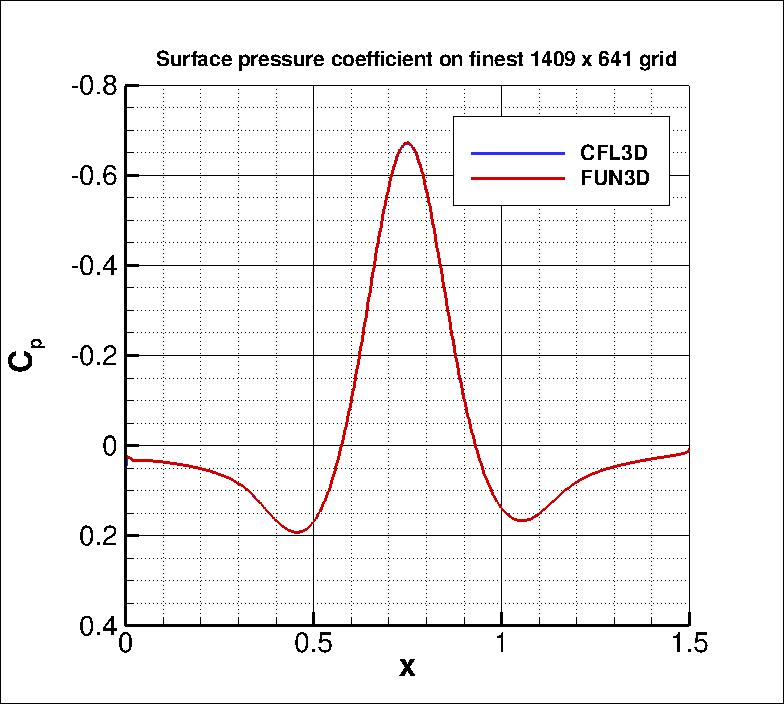 Surface pressure coefficient on finest 1409 x 641 grid
-0.8
CFL3D
FUN3D
-0.6
-0.4
-0.2
Cp
0
0.2
0.4
0
0.5
1
1.5
x